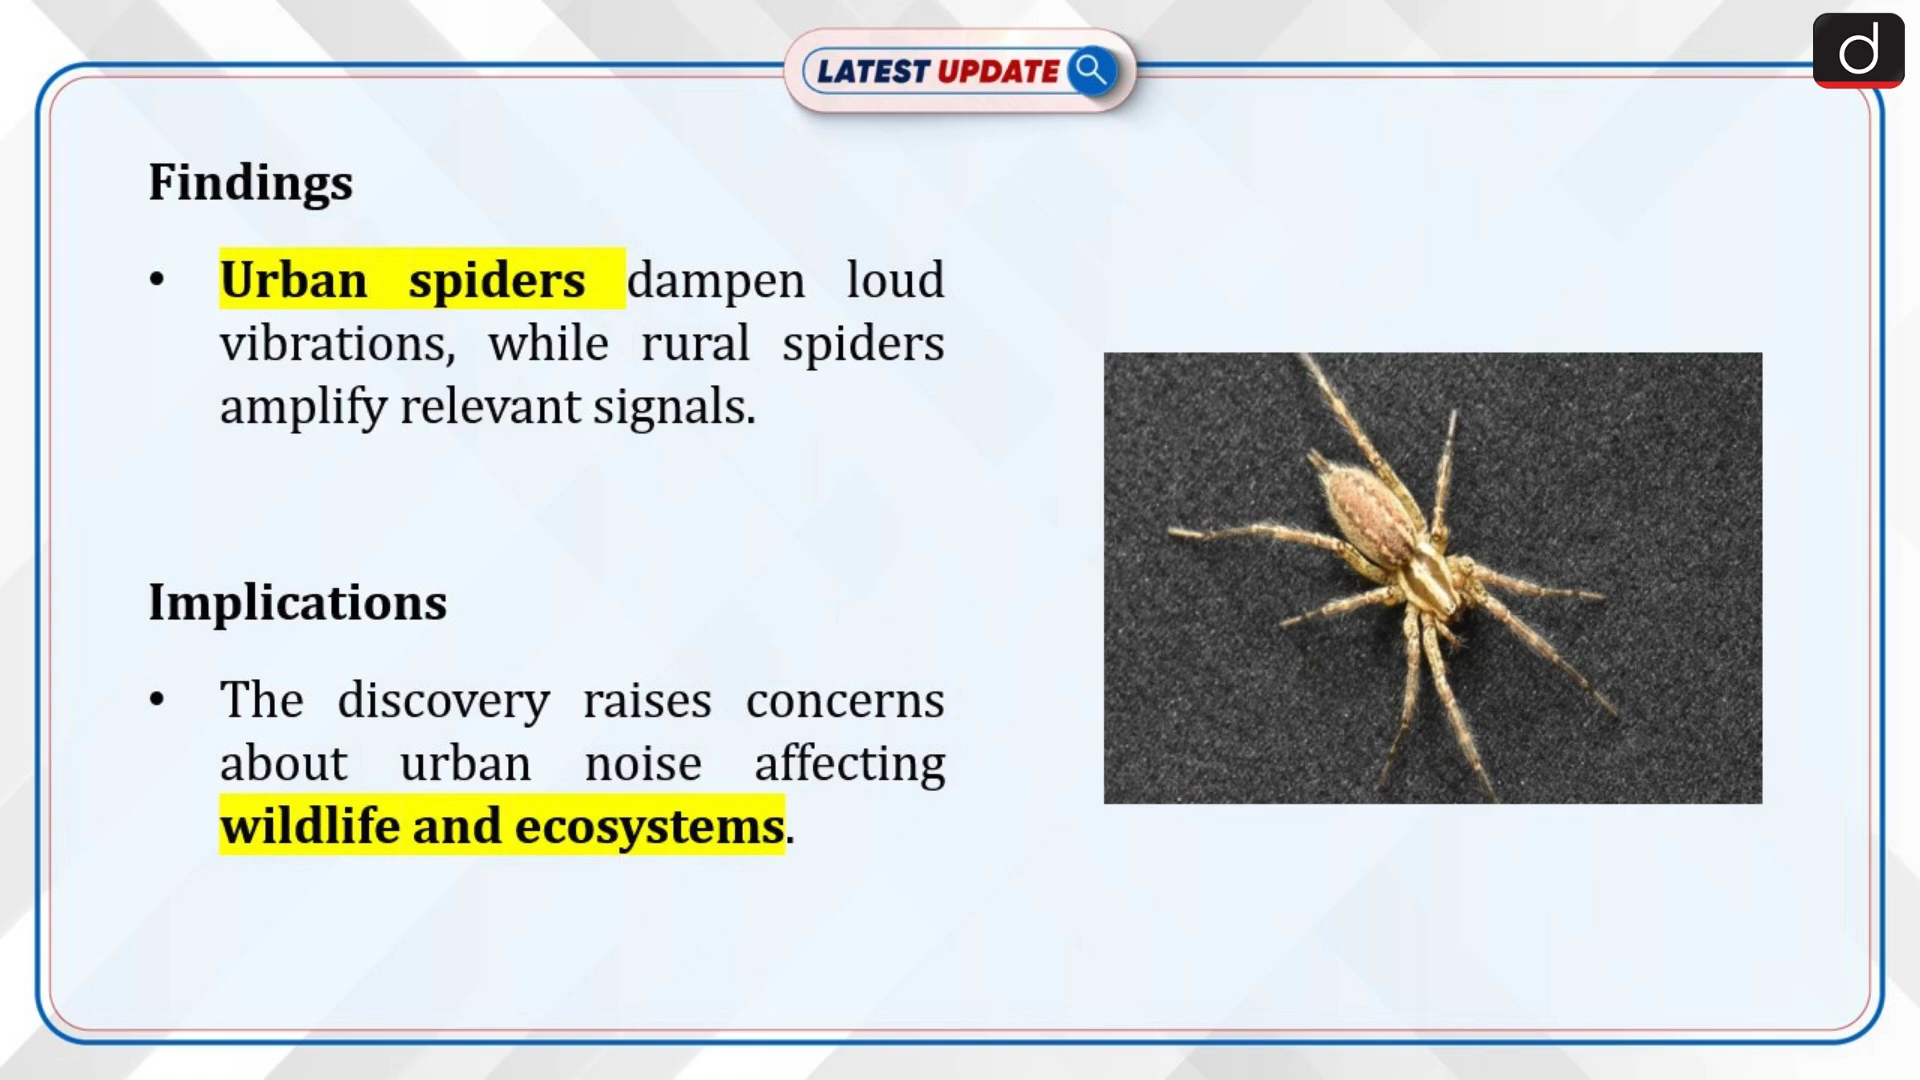 LATEST UPDATE
d
Findings
• Urban spiders dampen loud
vibrations, while rural spiders
amplify relevant signals.
Implications
• The discovery raises concerns
about urban noise affecting
wildlife and ecosystems.